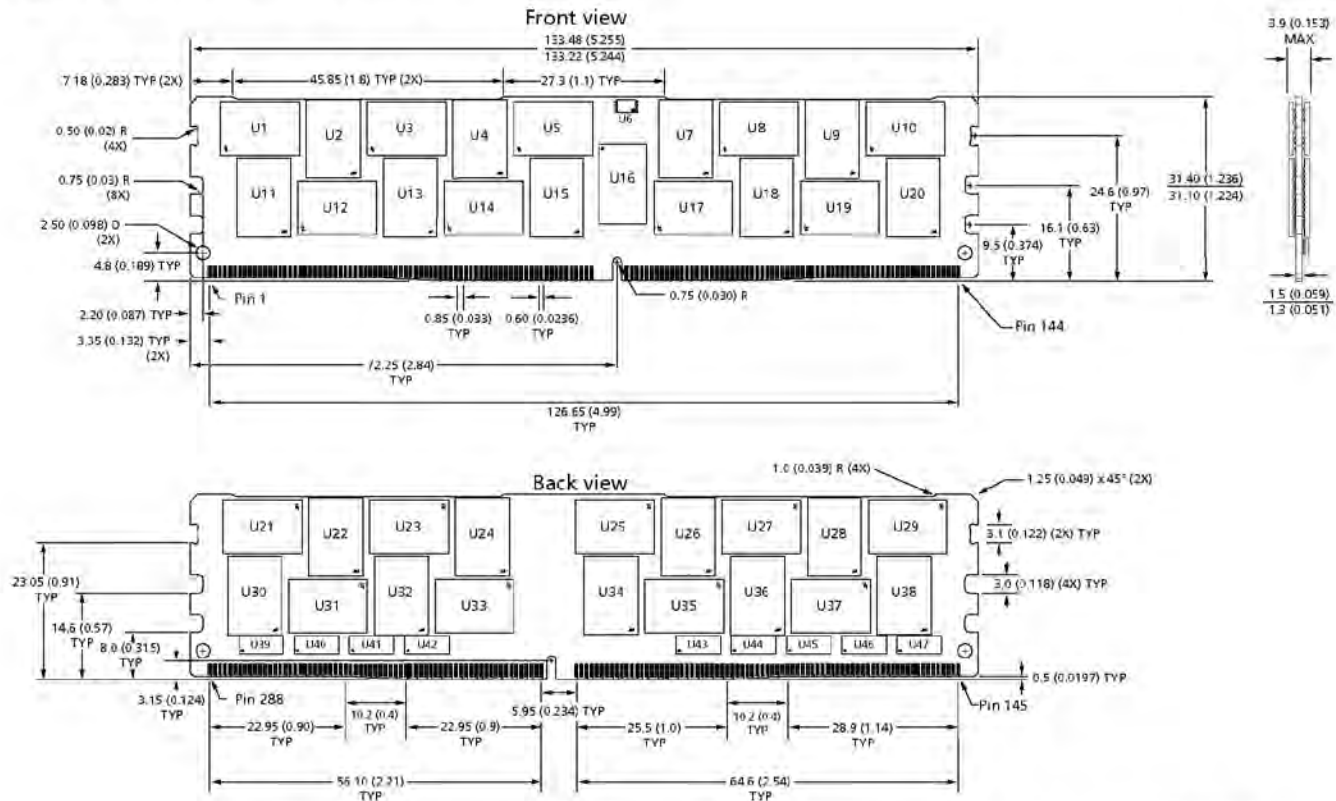 Front view
133.48 (5.255)
133.22 (5.244)
3.9 (0.153)
MAX
7.18 (0.283) TYP (2X)
45.85 (1.8) TYP (2X)
27.3 (1.1) TYP
0.50 (0.02) R
(4X)
0.75 (0.03) R
(8X)
2.50 (0.098) D
(2X)
4.8 (0.189) TYP
U1
U2
U3
U4
U5
U6
U7
U8
U9
U10
U11
U12
U13
U14
U15
U16
U17
U18
U19
U20
31.40 (1.236)
31.10 (1.224)
24.6 (0.97)
TYP
16.1 (0.63)
TYP
9.5 (0.374)
TYP
Pin 1
2.20 (0.087) TYP
3.35 (0.132) TYP
(2X)
0.85 (0.033)
TYP
0.60 (0.0236)
TYP
0.75 (0.030) R
Pin 144
1.5 (0.059)
1.3 (0.051)
72.25 (2.84)
TYP
126.65 (4.99)
TYP
Back view
1.0 (0.039) R (4X)
1.25 (0.049) x 45° (2X)
U21
U22
U23
U24
U25
U26
U27
U28
U29
3.1 (0.122) (2X) TYP
3.0 (0.118) (4X) TYP
23.05 (0.91)
TYP
14.6 (0.57)
TYP
8.0 (0.315)
TYP
U30
U31
U32
U33
U34
U35
U36
U37
U38
U39
U40
U41
U42
U43
U44
U45
U46
U47
0.5 (0.0197) TYP
3.15 (0.124)
TYP
Pin 288
5.95 (0.234) TYP
Pin 145
10.2 (0.4)
TYP
22.95 (0.90)
TYP
22.95 (0.9)
TYP
25.5 (1.0)
TYP
10.2 (0.4)
TYP
28.9 (1.14)
TYP
56.10 (2.21)
TYP
64.6 (2.54)
TYP